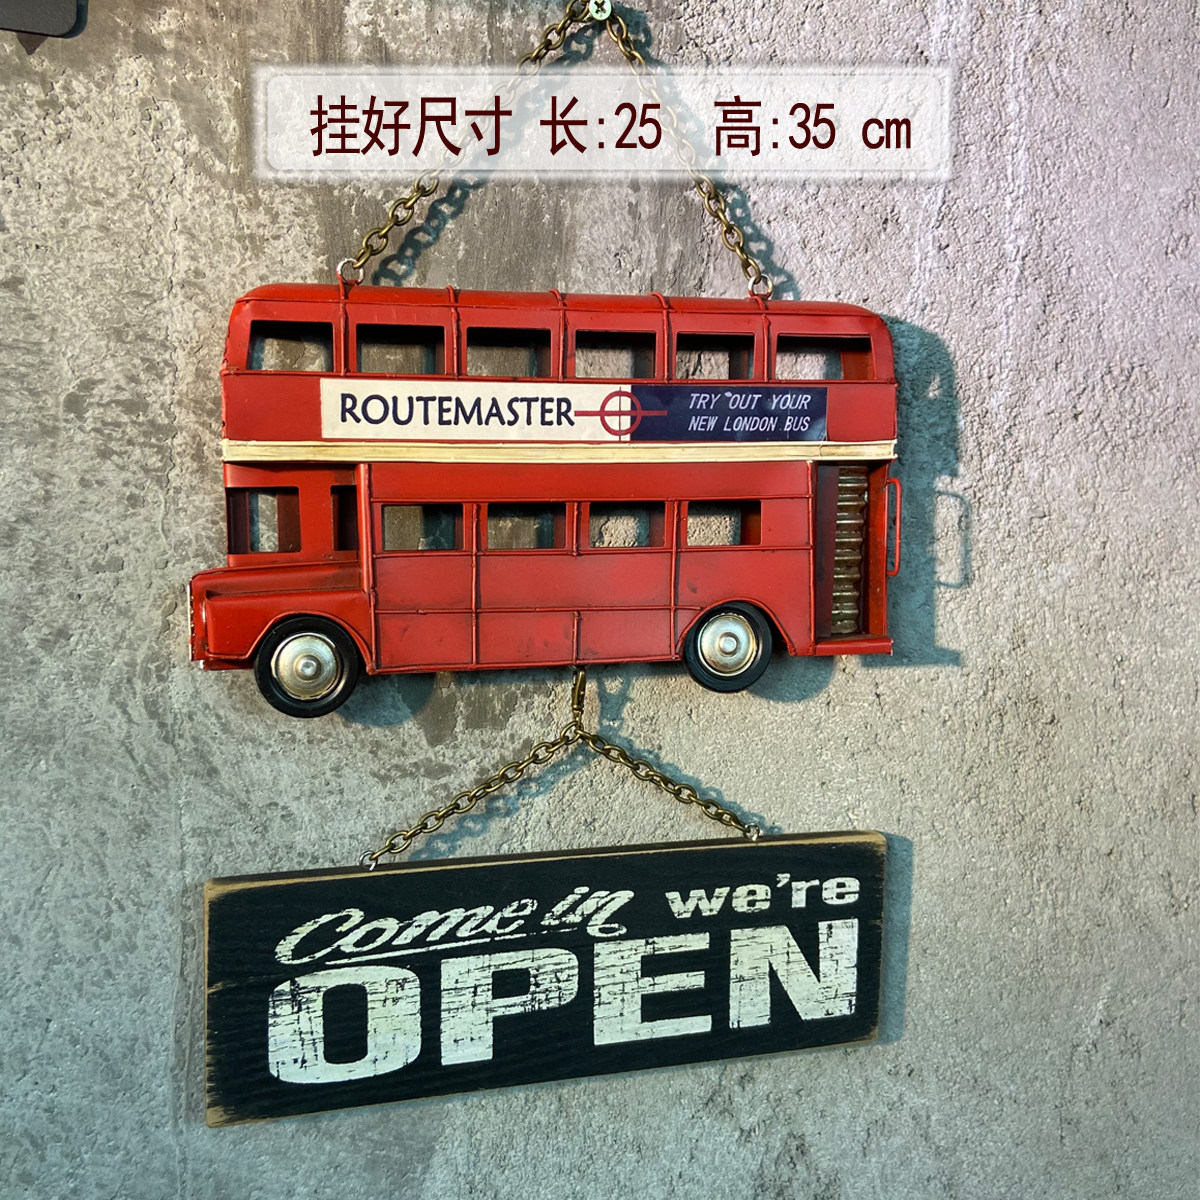 挂好尺寸 长:25 高:35 cm
ROUTEMASTER
TRY OUT YOUR
NEW LONDON BUS
Come in we're
OPEN